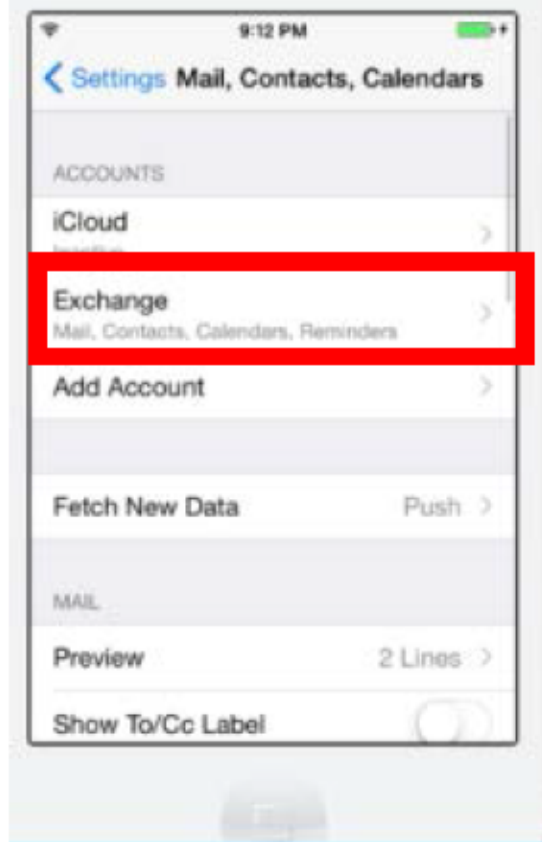 9:12 PM
Settings Mail, Contacts, Calendars
ACCOUNTS
iCloud
Exchange
Mail, Contacts, Calendars, Reminders
Add Account
Fetch New Data Push
MAIL
Preview 2 Lines
Show To/Cc Label